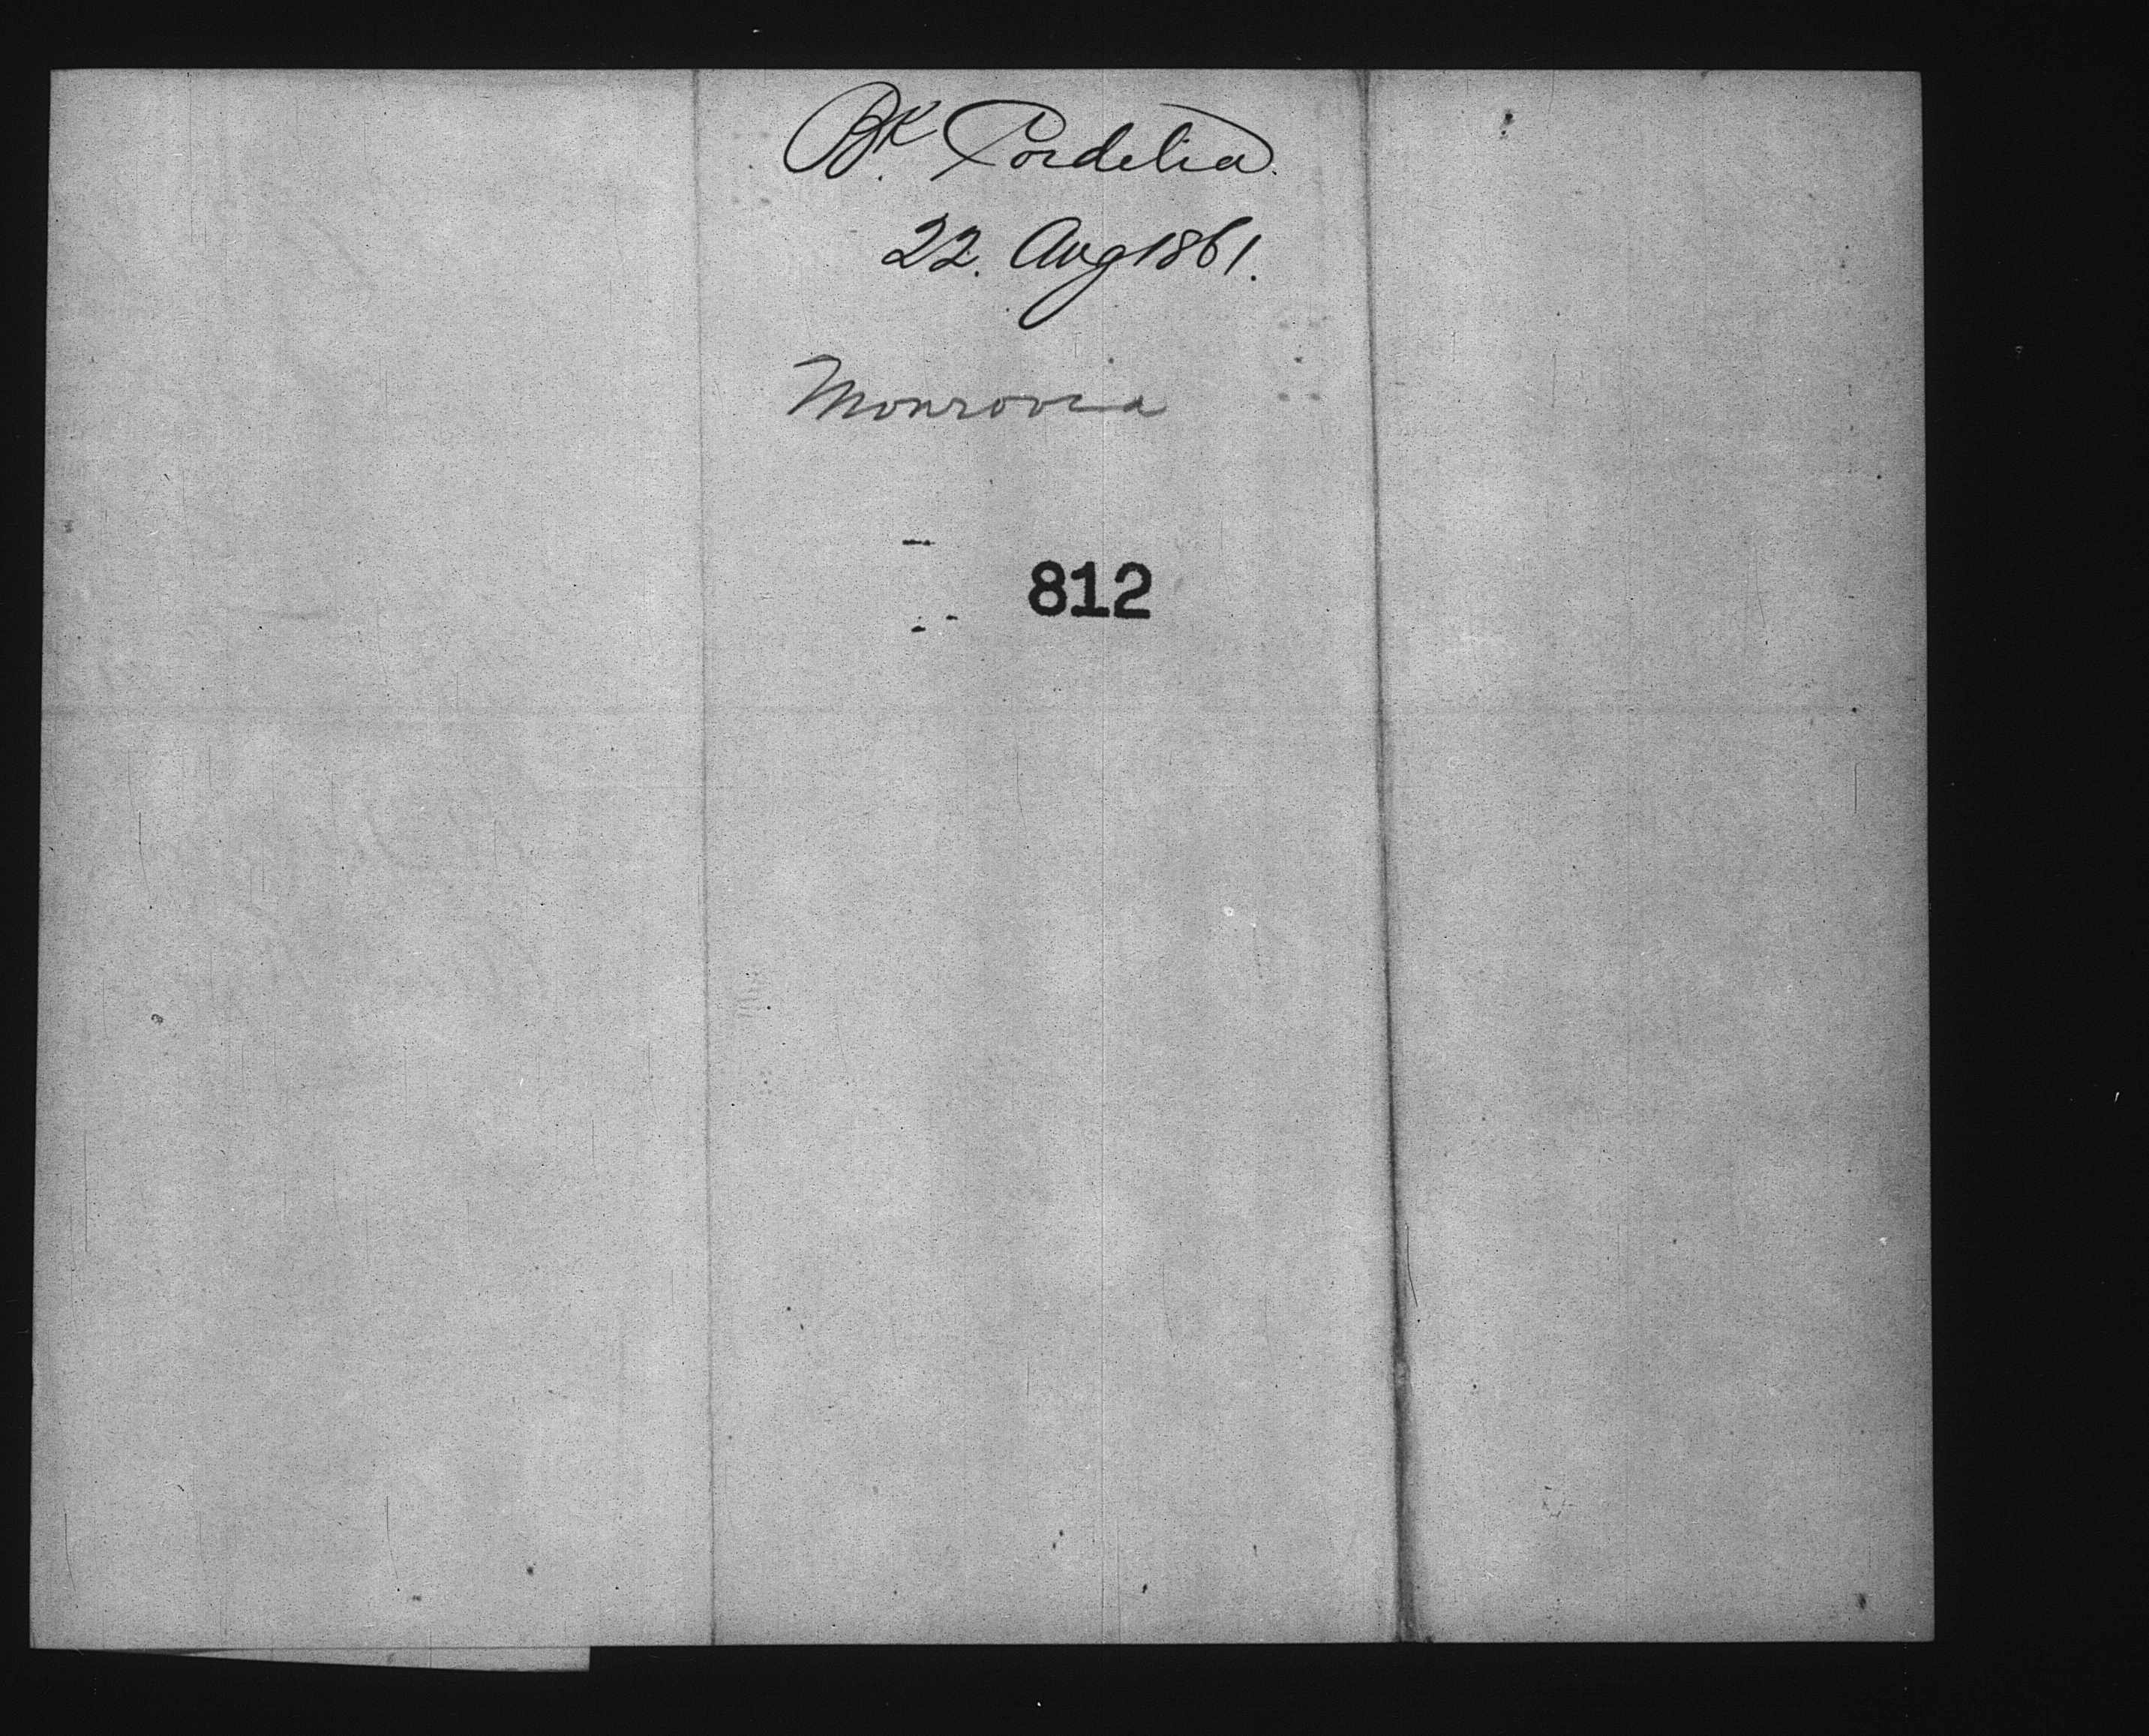 Bk. Cordelia.
22. Aug 1861.
Monrovia
812